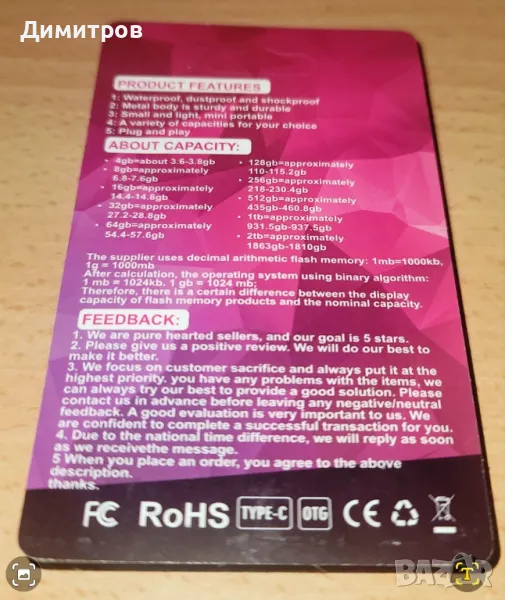 Димитров
PRODUCT FEATURES
1: Waterproof, dustproof and shockproof
2: Metal body is sturdy and durable
3: Small and light, mini portable
4: A variety of capacities for your choice
5: Plug and play
ABOUT CAPACITY:
• 4gb=about 3.6-3.8gb
• 8gb=approximately
6.8-7.6gb
• 16gb=approximately
14.4-14.8gb
• 32gb=approximately
27.2-28.8gb
• 64gb=approximately
54.4-57.6gb
• 128gb=approximately
110-115.2gb
• 256gb=approximately
218-230.4gb
• 512gb=approximately
435gb-460.8gb
• 1tb=approximately
931.5gb-937.5gb
• 2tb=approximately
1863gb-1810gb
The supplier uses decimal arithmetic flash memory: 1mb=1000kb,
1g = 1000mb
After calculation, the operating system using binary algorithm:
1 mb = 1024kb. 1 gb = 1024 mb;
Therefore, there is a certain difference between the display
capacity of flash memory products and the nominal capacity.
FEEDBACK:
1. We are pure hearted sellers, and our goal is 5 stars.
2. Please give us a positive review. We will do our best to
make it better.
3. We focus on customer sacrifice and always put it at the
highest priority. you have any problems with the items, we
can always try our best to provide a good solution. Please
contact us in advance before leaving any negative/neutral
feedback. A good evaluation is very important to us. We
are confident to complete a successful transaction for you.
4. Due to the national time difference, we will reply as soon
as we receivethe message.
5 When you place an order, you agree to the above
description.
thanks.
FC RoHS TYPE-C OTG CE
BAZAR.BG